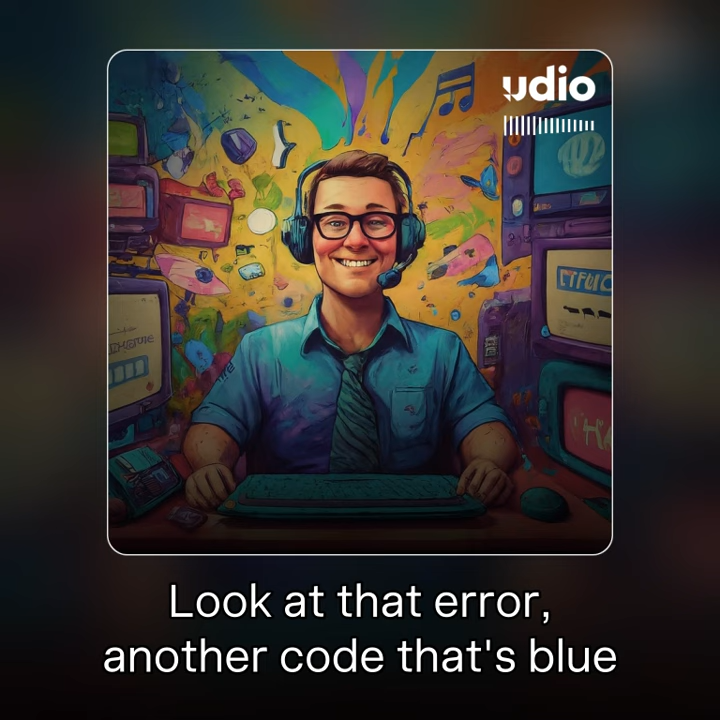 udio
Look at that error,
another code that's blue